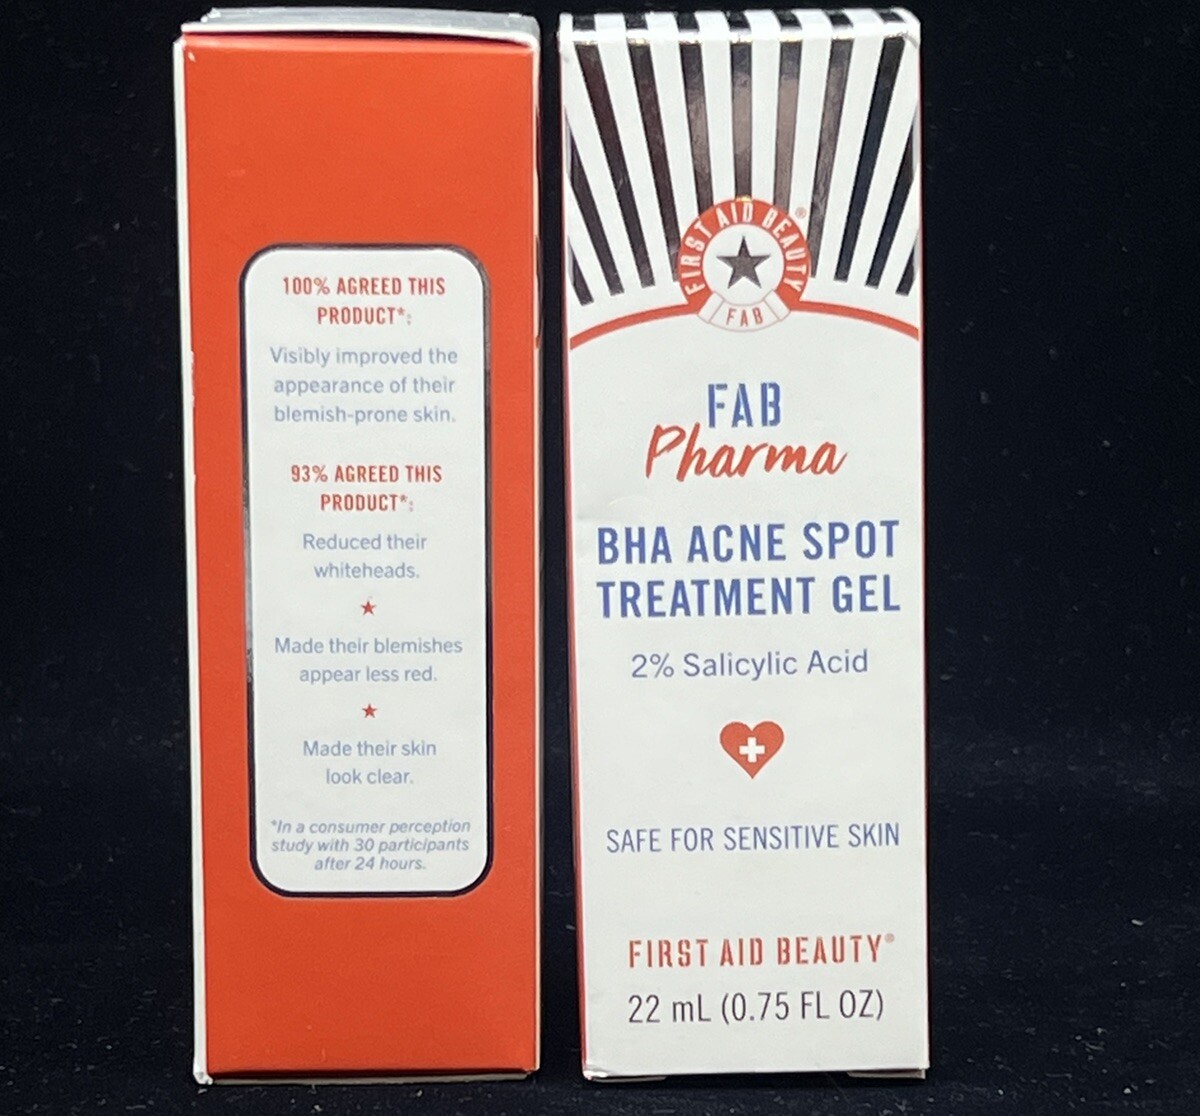 100% AGREED THIS
PRODUCT*:
Visibly improved the
appearance of their
blemish-prone skin.
93% AGREED THIS
PRODUCT*:
Reduced their
whiteheads.
Made their blemishes
appear less red.
Made their skin
look clear.
*In a consumer perception
study with 30 participants
after 24 hours.
FIRST AID BEAUTY®
FAB
FAB
Pharma
BHA ACNE SPOT
TREATMENT GEL
2% Salicylic Acid
SAFE FOR SENSITIVE SKIN
FIRST AID BEAUTY®
22 mL (0.75 FL OZ)